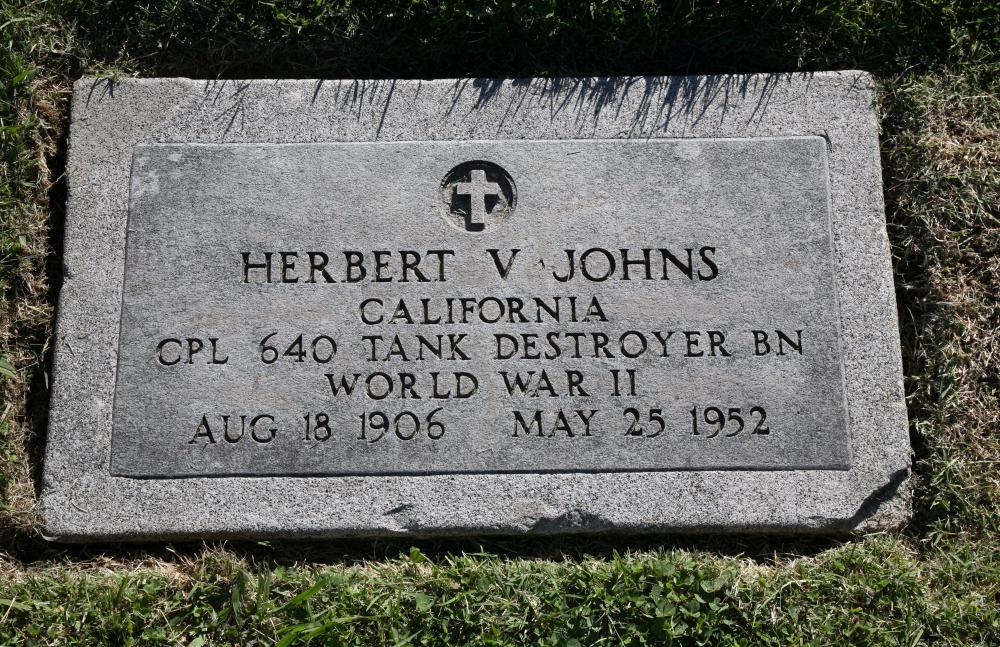 HERBERT V JOHNS
CALIFORNIA
CPL 640 TANK DESTROYER BN
WORLD WAR II
AUG 18 1906 MAY 25 1952